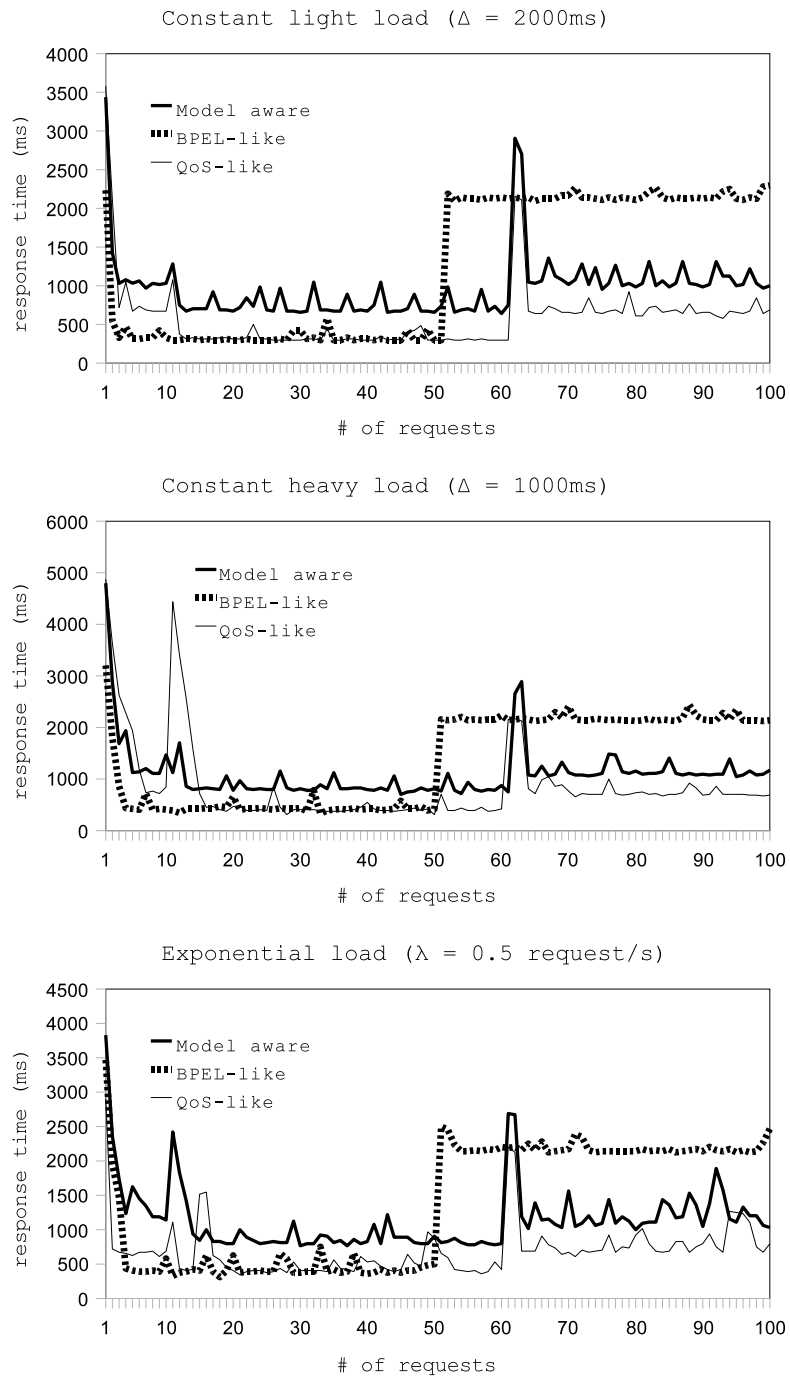 Constant light load (Δ = 2000ms)
4000
3500
3000
2500
2000
1500
1000
500
0
response time (ms)
Model aware
BPEL-like
QoS-like
1 10 20 30 40 50 60 70 80 90 100
# of requests
Constant heavy load (Δ = 1000ms)
6000
5000
4000
3000
2000
1000
0
response time (ms)
Model aware
BPEL-like
QoS-like
1 10 20 30 40 50 60 70 80 90 100
# of requests
Exponential load (λ = 0.5 request/s)
4500
4000
3500
3000
2500
2000
1500
1000
500
0
response time (ms)
Model aware
BPEL-like
QoS-like
1 10 20 30 40 50 60 70 80 90 100
# of requests